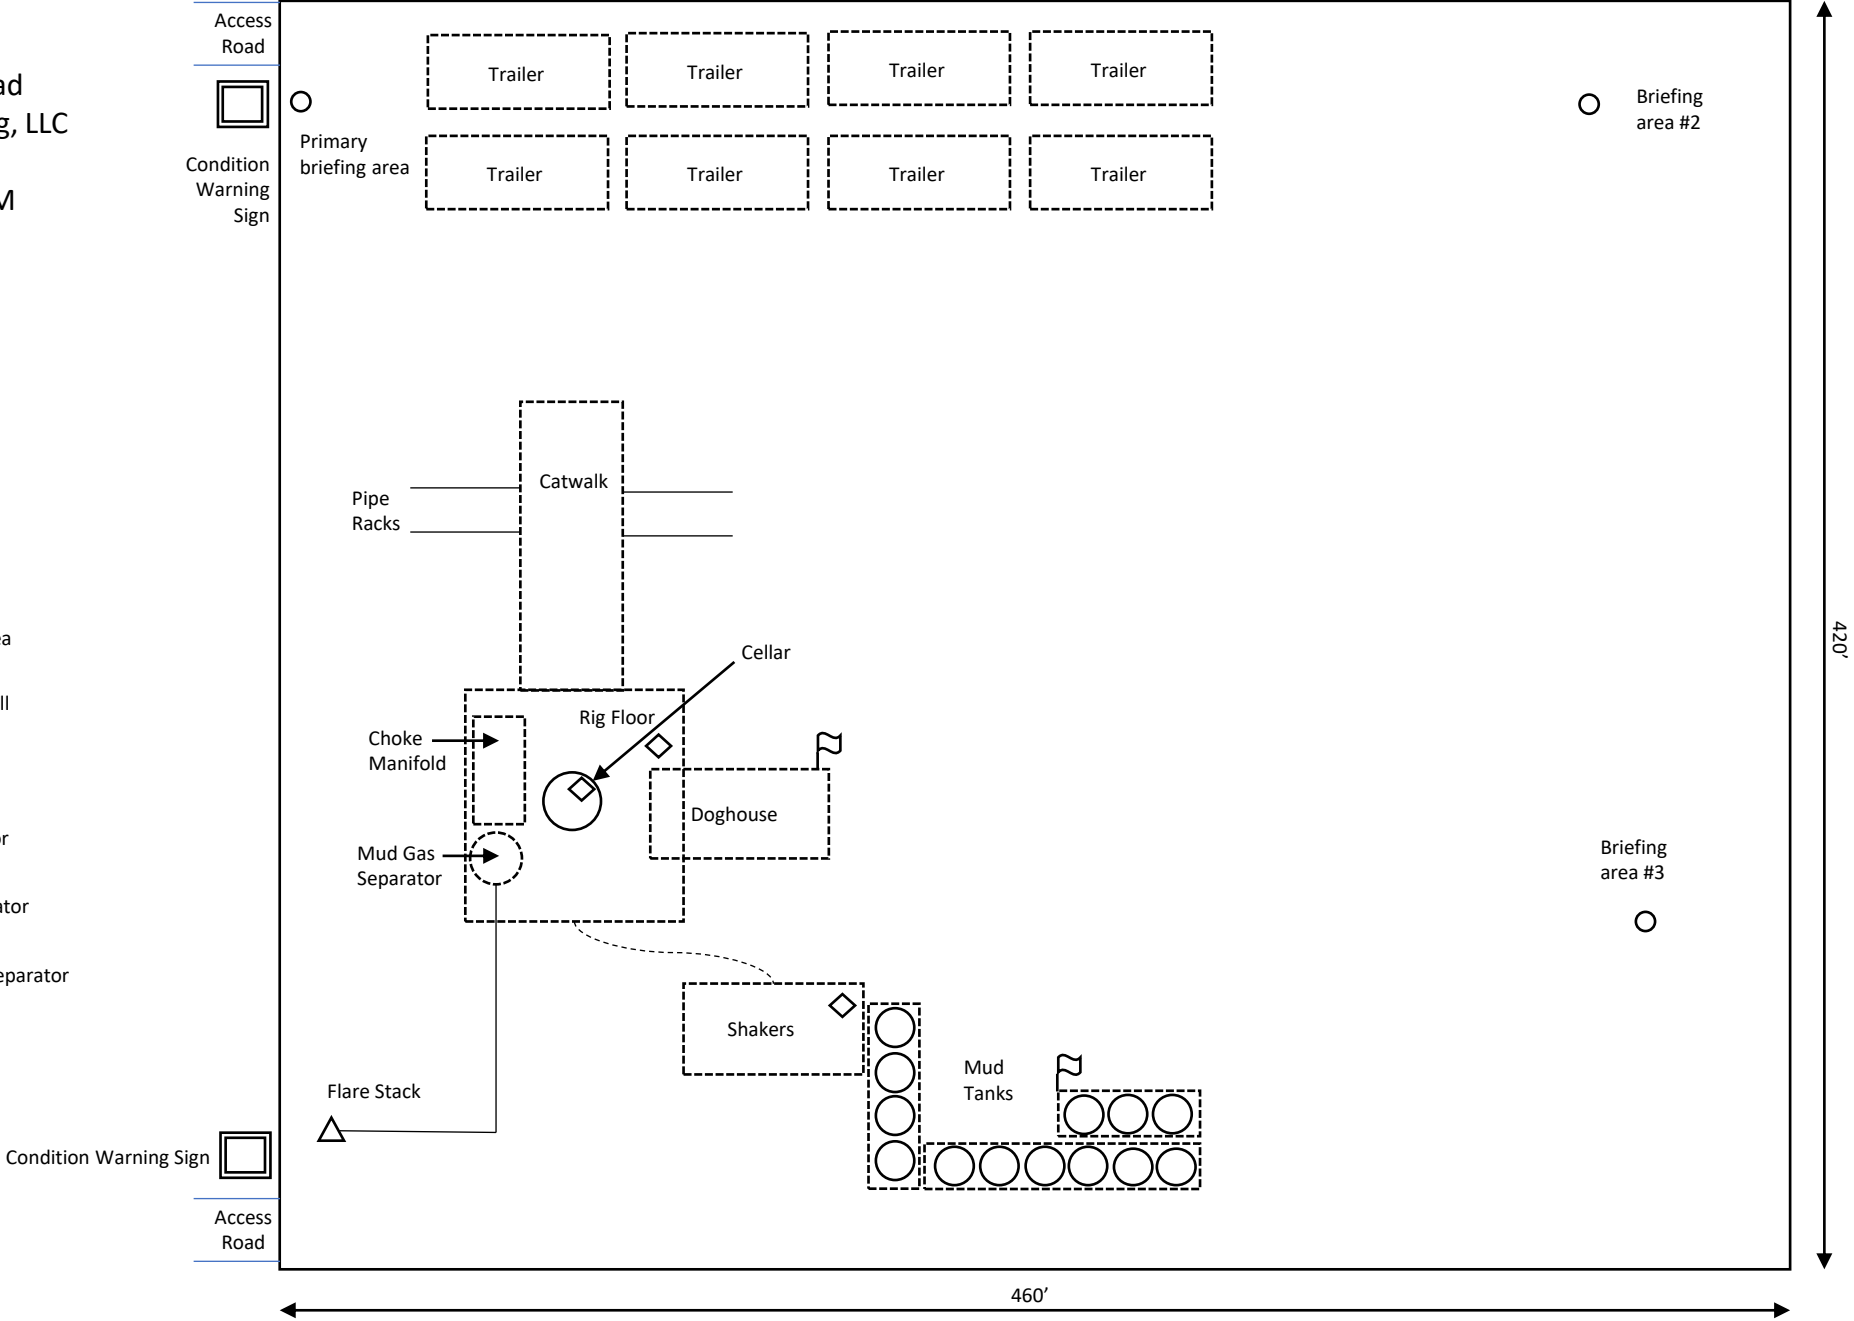 Access
Road
g, LLC
Condition
Warning
Sign
Primary
briefing area
Trailer
Trailer
Trailer
Trailer
Trailer
Trailer
Trailer
Trailer
Briefing
area #2
Pipe
Racks
Catwalk
Cellar
Rig Floor
Choke
Manifold
Doghouse
Mud Gas
Separator
420’
Briefing
area #3
Shakers
Mud
Tanks
Flare Stack
Condition Warning Sign
Access
Road
460’